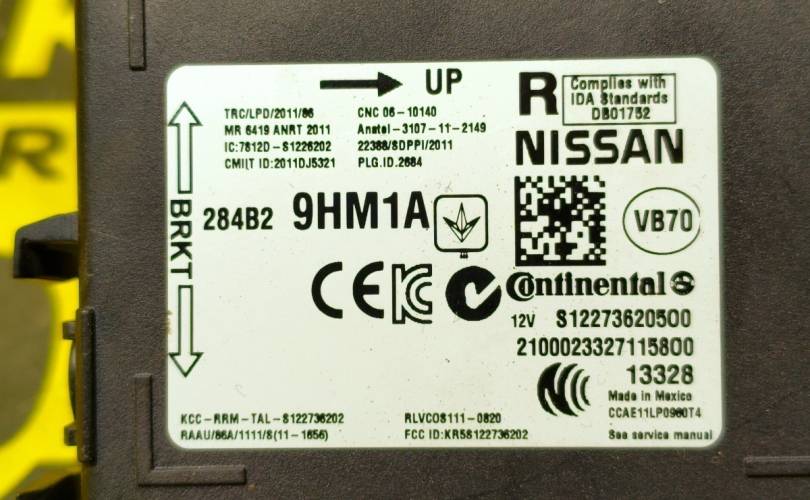 UP
R
Complies with
IDA Standards
DB01752
TRC/LPD/2011/86
MR 6419 ANRT 2011
IC:7812D-S1226202
CMIIT ID:2011DJ5321
CNC 06-10140
Anatel-3107-11-2149
22388/SDPPI/2011
PLG.ID.2684
NISSAN
BRKT
284B2 9HM1A
VB70
CE
Continental
12V S12273620500
2100023327115800
13328
Made in Mexico
CCAE11LP0980T4
KCC-RRM-TAL-S122736202
RAAU/86A/1111/S(11-1656)
RLVCOS111-0820
FCC ID:KR5S122736202
See service manual